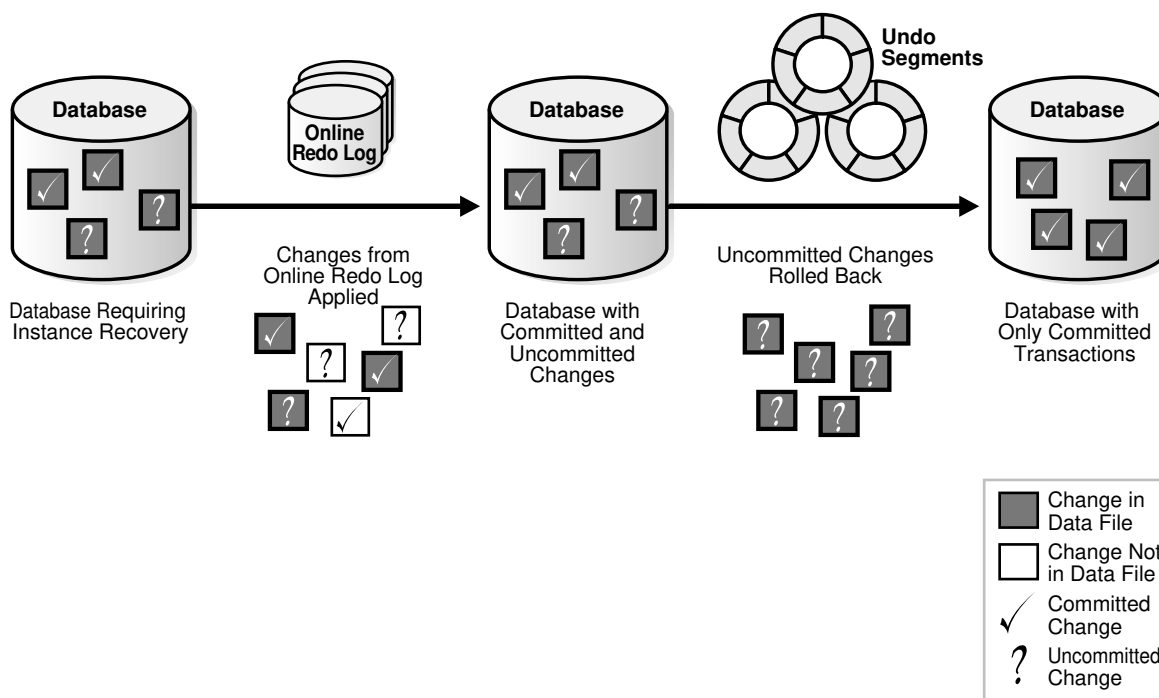 Undo
Segments
Database
Online
Redo Log
Database
Database
Changes from
Online Redo Log
Applied
Uncommitted Changes
Rolled Back
Database Requiring
Instance Recovery
Database with
Committed and
Uncommitted
Changes
Database with
Only Committed
Transactions
Change in
Data File
Change Not
in Data File
Committed
Change
Uncommitted
Change